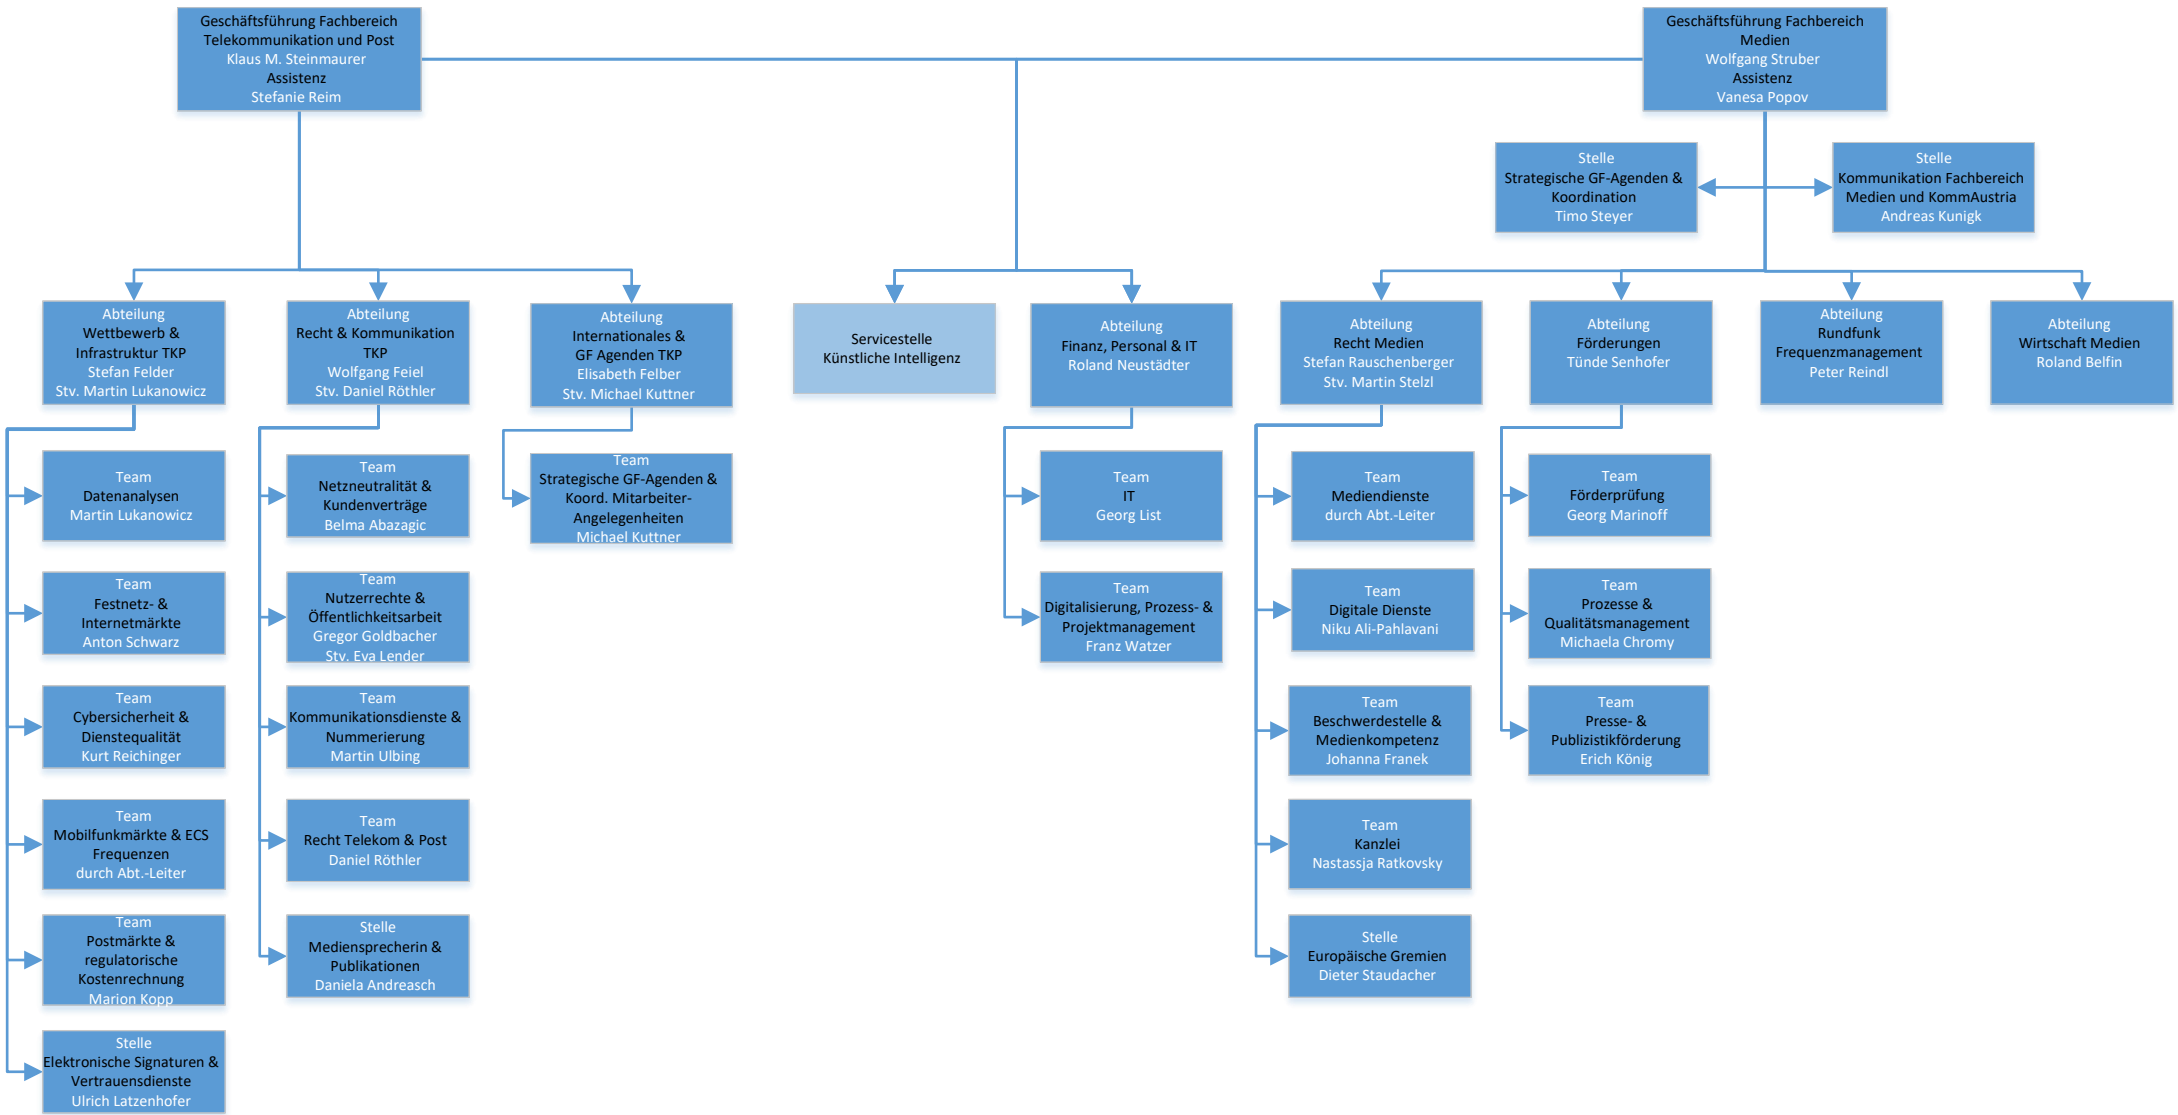 Geschäftsführung Fachbereich
Telekommunikation und Post
Klaus M. Steinmaurer
Assistenz
Stefanie Reim
Geschäftsführung Fachbereich
Medien
Wolfgang Struber
Assistenz
Vanesa Popov
Stelle
Strategische GF-Agenden &
Koordination
Timo Steyer
Stelle
Kommunikation Fachbereich
Medien und KommAustria
Andreas Kunigk
Abteilung
Wettbewerb &
Infrastruktur TKP
Stefan Felder
Stv. Martin Lukanowicz
Abteilung
Recht & Kommunikation
TKP
Wolfgang Feiel
Stv. Daniel Röthler
Abteilung
Internationales &
GF Agenden TKP
Elisabeth Felber
Stv. Michael Kuttner
Servicestelle
Künstliche Intelligenz
Abteilung
Finanz, Personal & IT
Roland Neustädter
Abteilung
Recht Medien
Stefan Rauschenberger
Stv. Martin Stelzl
Abteilung
Förderungen
Tünde Senhofer
Abteilung
Rundfunk
Frequenzmanagement
Peter Reindl
Abteilung
Wirtschaft Medien
Roland Belfin
Team
Datenanalysen
Martin Lukanowicz
Team
Festnetz- &
Internetmärkte
Anton Schwarz
Team
Cybersicherheit &
Dienstequalität
Kurt Reichinger
Team
Mobilfunkmärkte & ECS
Frequenzen
durch Abt.-Leiter
Team
Postmärkte &
regulatorische
Kostenrechnung
Marion Kopp
Stelle
Elektronische Signaturen &
Vertrauensdienste
Ulrich Latzenhofer
Team
Netzneutralität &
Kundenverträge
Belma Abazagic
Team
Nutzerrechte &
Öffentlichkeitsarbeit
Gregor Goldbacher
Stv. Eva Lender
Team
Kommunikationsdienste &
Nummerierung
Martin Ulbing
Team
Recht Telekom & Post
Daniel Röthler
Stelle
Mediensprecherin &
Publikationen
Daniela Andreasch
Team
Strategische GF-Agenden &
Koord. Mitarbeiter-
Angelegenheiten
Michael Kuttner
Team
IT
Georg List
Team
Digitalisierung, Prozess- &
Projektmanagement
Franz Watzer
Team
Mediendienste
durch Abt.-Leiter
Team
Digitale Dienste
Niku Ali-Pahlavani
Team
Beschwerdestelle &
Medienkompetenz
Johanna Franek
Team
Kanzlei
Nastassja Ratkovsky
Stelle
Europäische Gremien
Dieter Staudacher
Team
Förderprüfung
Georg Marinoff
Team
Prozesse &
Qualitätsmanagement
Michaela Chromy
Team
Presse- &
Publizistikförderung
Erich König